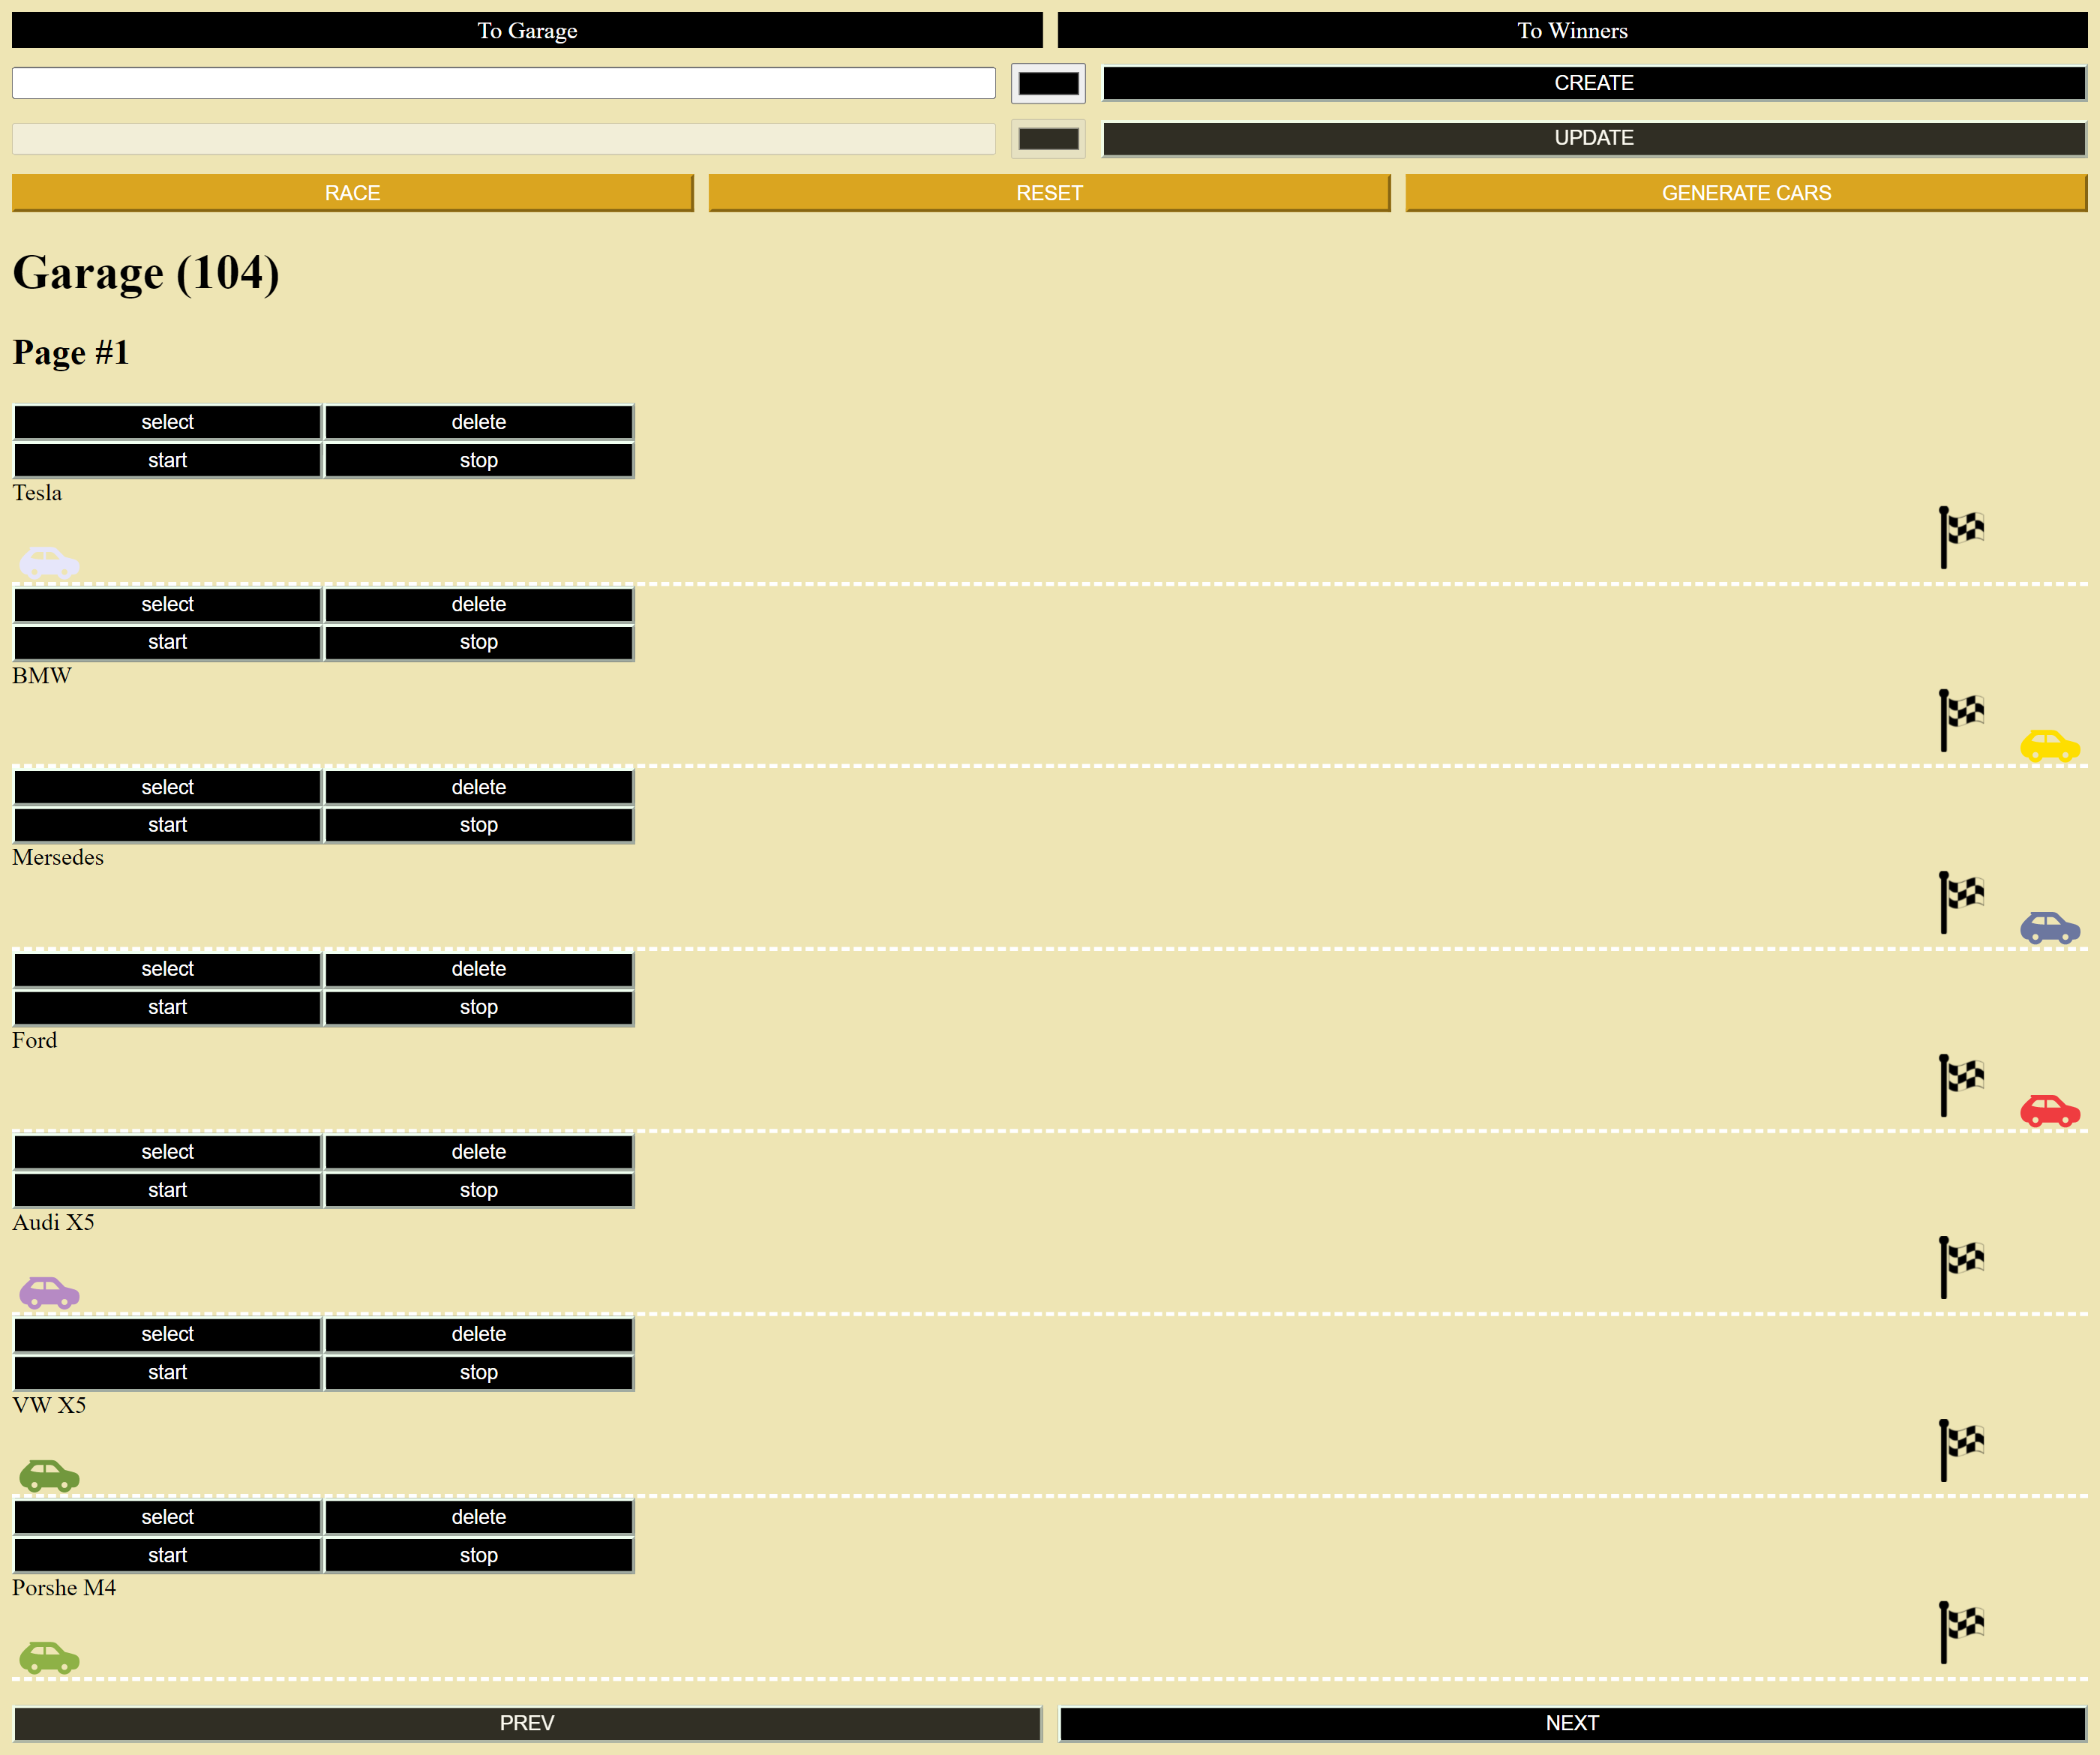 To Garage To Winners
CREATE
UPDATE
RACE RESET GENERATE CARS
Garage (104)
Page #1
select delete
start stop
Tesla
select delete
start stop
BMW
select delete
start stop
Mersedes
select delete
start stop
Ford
select delete
start stop
Audi X5
select delete
start stop
VW X5
select delete
start stop
Porshe M4
PREV NEXT